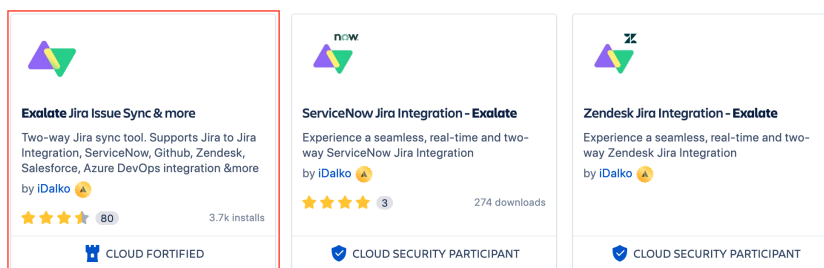 Exalate Jira Issue Sync & more
Two-way Jira sync tool. Supports Jira to Jira
Integration, ServiceNow, Github, Zendesk,
Salesforce, Azure DevOps integration &more
by iDalko
80
3.7k installs
CLOUD FORTIFIED
now.
ServiceNow Jira Integration - Exalate
Experience a seamless, real-time and two-
way ServiceNow Jira Integration
by iDalko
3
274 downloads
CLOUD SECURITY PARTICIPANT
Zendesk Jira Integration - Exalate
Experience a seamless, real-time and two-
way Zendesk Jira Integration
by iDalko
CLOUD SECURITY PARTICIPANT